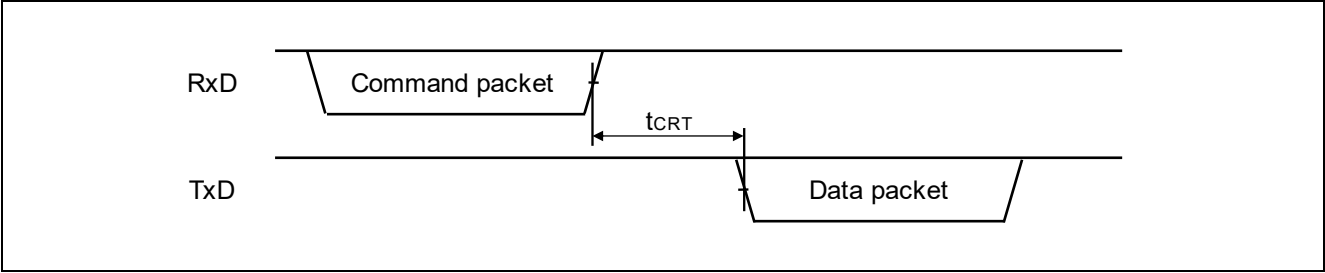 RxD
Command packet
tCRT
TxD
Data packet